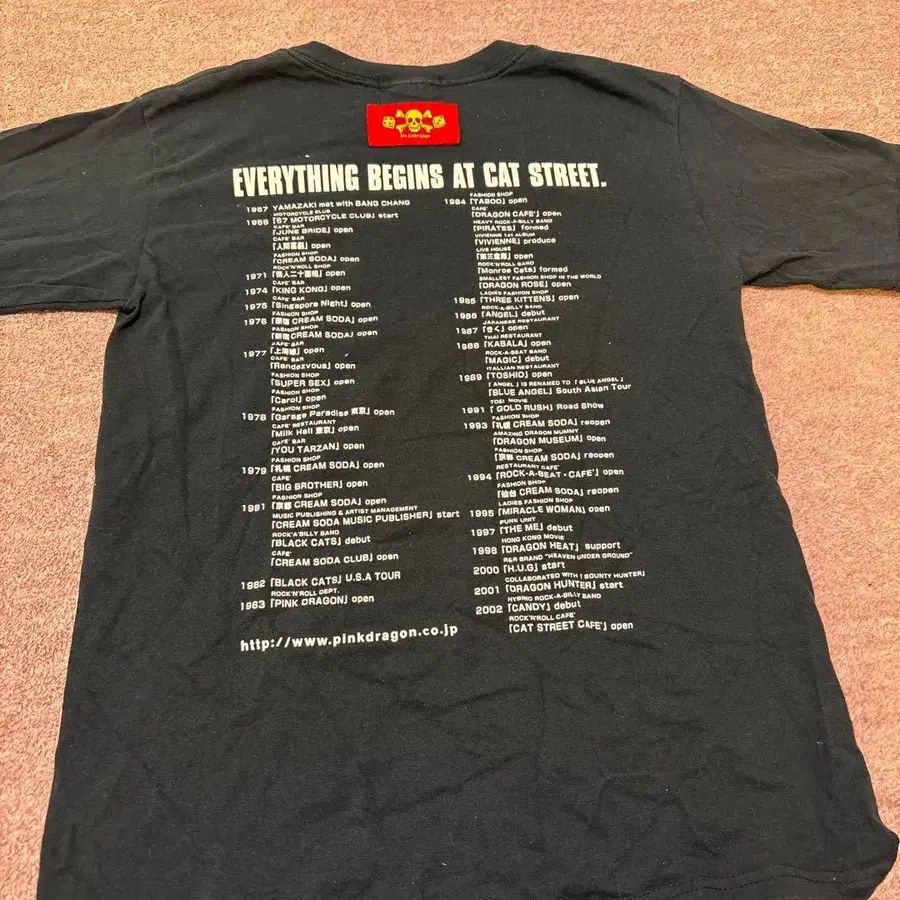 EVERYTHING BEGINS AT CAT STREET.
1967 YAMAZAKI met with BANG CHANG
MOTORCYCLE CLUB
1968 「67 MOTORCYCLE CLUB」 start
CAFE' BAR
「JUNE BRIDE」 open
CAFE' BAR
「人間喜劇」 open
FASHION SHOP
「CREAM SODA」 open
ROCK'N'ROLL SHOP
1971 「怪人二十面相」 open
CAFE' BAR
1974 「KING KONG」 open
CAFE' BAR
1975 「Singapore Night」 open
FASHION SHOP
1976 「原宿 CREAM SODA」 open
FASHION SHOP
「新宿 CREAM SODA」 open
CAFE' BAR
1977 「上海城」 open
CAFE' BAR
「Rendezvous」 open
FASHION SHOP
「SUPER SEX」 open
FASHION SHOP
「Carol」 open
FASHION SHOP
1978 「Garage Paradise 東京」 open
CAFE' RESTAURANT
「Milk Hall 東京」 open
CAFE' BAR
「YOU TARZAN」 open
FASHION SHOP
1979 「札幌 CREAM SODA」 open
CAFE'
「BIG BROTHER」 open
FASHION SHOP
1981 「京都 CREAM SODA」 open
MUSIC PUBLISHING & ARTIST MANAGEMENT
「CREAM SODA MUSIC PUBLISHER」 start
ROCK'A'BILLY BAND
「BLACK CATS」 debut
CAFE'
「CREAM SODA CLUB」 open
1982 「BLACK CATS」 U.S.A TOUR
ROCK'N'ROLL DEPT.
1983 「PINK DRAGON」 open
http://www.pinkdragon.co.jp
FASHION SHOP
1984 「TABOO」 open
CAFE'
「DRAGON CAFE'」 open
HEAVY ROCK-A-BILLY BAND
「PIRATES」 formed
VIVIENNE 1st ALBUM
「VIVIENNE」 produce
LIVE HOUSE
「第三倉庫」 open
ROCK'N'ROLL BAND
「Monroe Cats」 formed
SMALLEST FASHION SHOP IN THE WORLD
「DRAGON ROSE」 open
LADIES FASHION SHOP
1985 「THREE KITTENS」 open
ROCK-A-BILLY BAND
1986 「ANGEL」 debut
JAPANESE RESTAURANT
1987 「きく」 open
THAI RESTAURANT
1988 「KABALA」 open
ROCK-A-BEAT BAND
「MAGIC」 debut
ITALLIAN RESTAURANT
1989 「TOSHIO」 open
「ANGEL」 IS RENAMED TO 「BLUE ANGEL」
「BLUE ANGEL」 South Asian Tour
TOEI MOVIE
1991 「GOLD RUSH」 Road Show
FASHION SHOP
1993 「札幌 CREAM SODA」 reopen
AMAZING DRAGON MUMMY
「DRAGON MUSEUM」 open
FASHION SHOP
「京都 CREAM SODA」 reopen
RESTAURANT CAFE'
1994 「ROCK-A-BEAT・CAFE'」 open
FASHION SHOP
「仙台 CREAM SODA」 reopen
LADIES FASHION SHOP
1995 「MIRACLE WOMAN」 open
PUNK UNIT
1997 「THE ME」 debut
HONG KONG MOVIE
1998 「DRAGON HEAT」 support
R&R BRAND "HEAVEN UNDER GROUND"
2000 「H.U.G」 start
COLLABORATED WITH 「BOUNTY HUNTER」
2001 「DRAGON HUNTER」 start
HYBRID ROCK-A-BILLY BAND
2002 「CANDY」 debut
ROCK'N'ROLL CAFE'
「CAT STREET CAFE'」 open